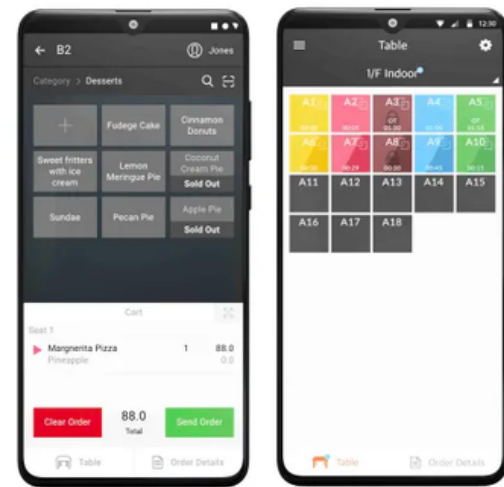 B2
Jones
Category > Desserts
+
Fudege Cake
Cinnamon
Donuts
Sweet fritters
with ice
cream
Lemon
Meringue Pie
Coconut
Cream Pie
Sold Out
Sundae
Pecan Pie
Apple Pie
Sold Out
Cart
Seat 1
Mangnerita Pizza 1 88.0
Pineapple 0.0
Clear Order
88.0
Total
Send Order
Table
Order Details
12:30
Table
1/F Indoor
A1 A2 A3 A4 A5
OT
OT
A6 A7 A8 A9 A10
A11 A12 A13 A14 A15
A16 A17 A18
Table
Order Details